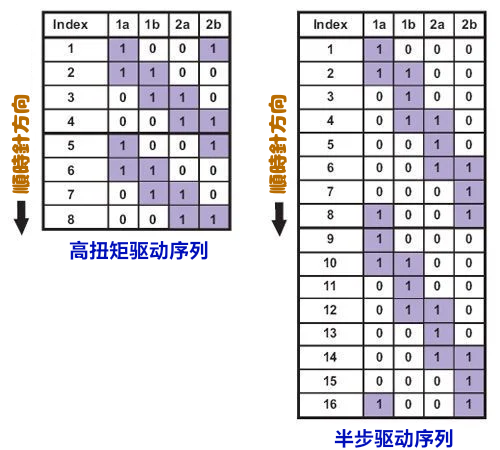 Index 1a 1b 2a 2b
1 1 0 0 1
2 1 1 0 0
3 0 1 1 0
4 0 0 1 1
5 1 0 0 1
6 1 1 0 0
7 0 1 1 0
8 0 0 1 1
順時針方向
高扭矩驱动序列
Index 1a 1b 2a 2b
1 1 0 0 0
2 1 1 0 0
3 0 1 0 0
4 0 1 1 0
5 0 0 1 0
6 0 0 1 1
7 0 0 0 1
8 1 0 0 1
9 1 0 0 0
10 1 1 0 0
11 0 1 0 0
12 0 1 1 0
13 0 0 1 0
14 0 0 1 1
15 0 0 0 1
16 1 0 0 1
順時針方向
半步驱动序列